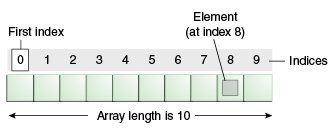 Element
(at index 8)
First index
0 1 2 3 4 5 6 7 8 9 Indices
Array length is 10